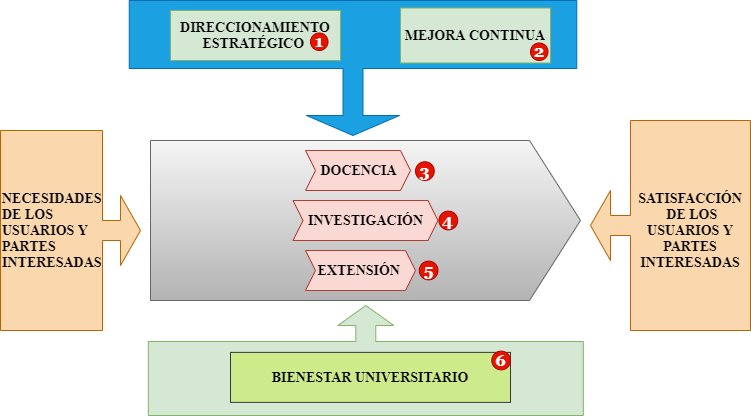 DIRECCIONAMIENTO
ESTRATÉGICO 1
MEJORA CONTINUA
2
NECESIDADES
DE LOS
USUARIOS Y
PARTES
INTERESADAS
DOCENCIA 3
INVESTIGACIÓN 4
EXTENSIÓN 5
SATISFACCIÓN
DE LOS
USUARIOS Y
PARTES
INTERESADAS
6
BIENESTAR UNIVERSITARIO